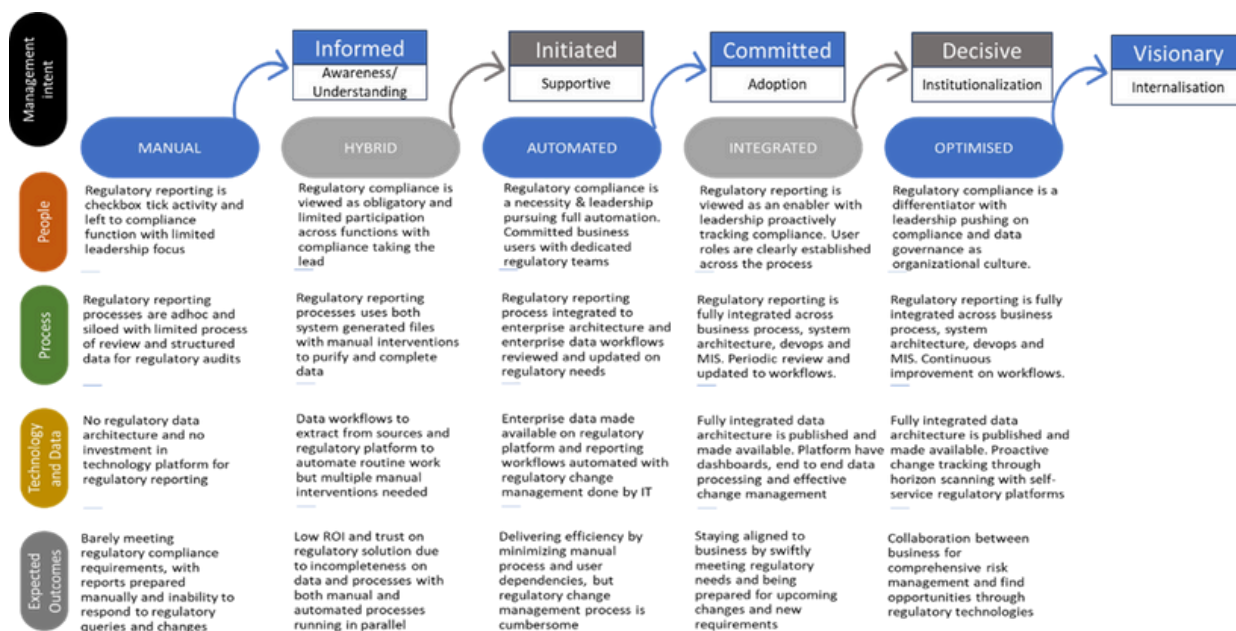 Management
intent
Informed
Awareness/
Understanding
Initiated
Supportive
Committed
Adoption
Decisive
Institutionalization
Visionary
Internalisation
MANUAL
HYBRID
AUTOMATED
INTEGRATED
OPTIMISED
People
Regulatory reporting is
checkbox tick activity and
left to compliance
function with limited
leadership focus
Regulatory compliance is
viewed as obligatory and
limited participation
across functions with
compliance taking the
lead
Regulatory compliance is
a necessity & leadership
pursuing full automation.
Committed business
users with dedicated
regulatory teams
Regulatory reporting is
viewed as an enabler with
leadership proactively
tracking compliance. User
roles are clearly established
across the process
Regulatory compliance is a
differentiator with
leadership pushing on
compliance and data
governance as
organizational culture.
Process
Regulatory reporting
processes are adhoc and
siloed with limited process
of review and structured
data for regulatory audits
Regulatory reporting
processes uses both
system generated files
with manual interventions
to purify and complete
data
Regulatory reporting
process integrated to
enterprise architecture and
enterprise data workflows
reviewed and updated on
regulatory needs
Regulatory reporting is
fully integrated across
business process, system
architecture, devops and
MIS. Periodic review and
updated to workflows.
Regulatory reporting is fully
integrated across business
process, system
architecture, devops and
MIS. Continuous
improvement on workflows.
Technology
and Data
No regulatory data
architecture and no
investment in
technology platform for
regulatory reporting
Data workflows to
extract from sources and
regulatory platform to
automate routine work
but multiple manual
interventions needed
Enterprise data made
available on regulatory
platform and reporting
workflows automated with
regulatory change
management done by IT
Fully integrated data
architecture is published and
made available. Platform have
dashboards, end to end data
processing and effective
change management
Fully integrated data
architecture is published and
made available. Proactive
change tracking through
horizon scanning with self-
service regulatory platforms
Expected
Outcomes
Barely meeting
regulatory compliance
requirements, with
reports prepared
manually and inability to
respond to regulatory
queries and changes
Low ROI and trust on
regulatory solution due
to incompleteness on
data and processes with
both manual and
automated processes
running in parallel
Delivering efficiency by
minimizing manual
process and user
dependencies, but
regulatory change
management process is
cumbersome
Staying aligned to
business by swiftly
meeting regulatory
needs and being
prepared for upcoming
changes and new
requirements
Collaboration between
business for
comprehensive risk
management and find
opportunities through
regulatory technologies